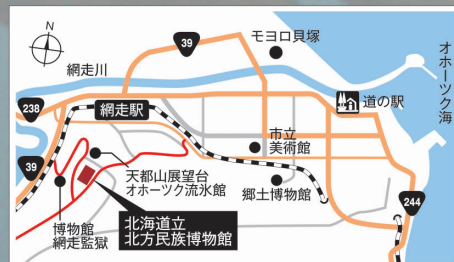 N
39
モヨロ貝塚
網走川
オホーツク海
238
網走駅
道の駅
市立
美術館
39
天都山展望台
オホーツク流氷館
郷土博物館
244
博物館
網走監獄
北海道立
北方民族博物館